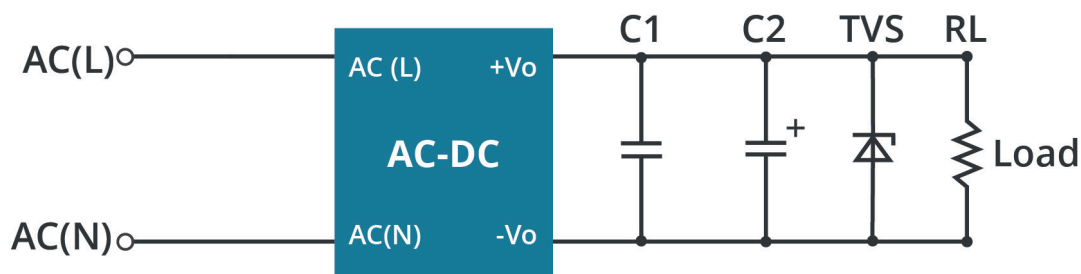 C1 C2 TVS RL
AC(L) AC (L) +Vo
AC-DC + Load
AC(N) AC(N) -Vo